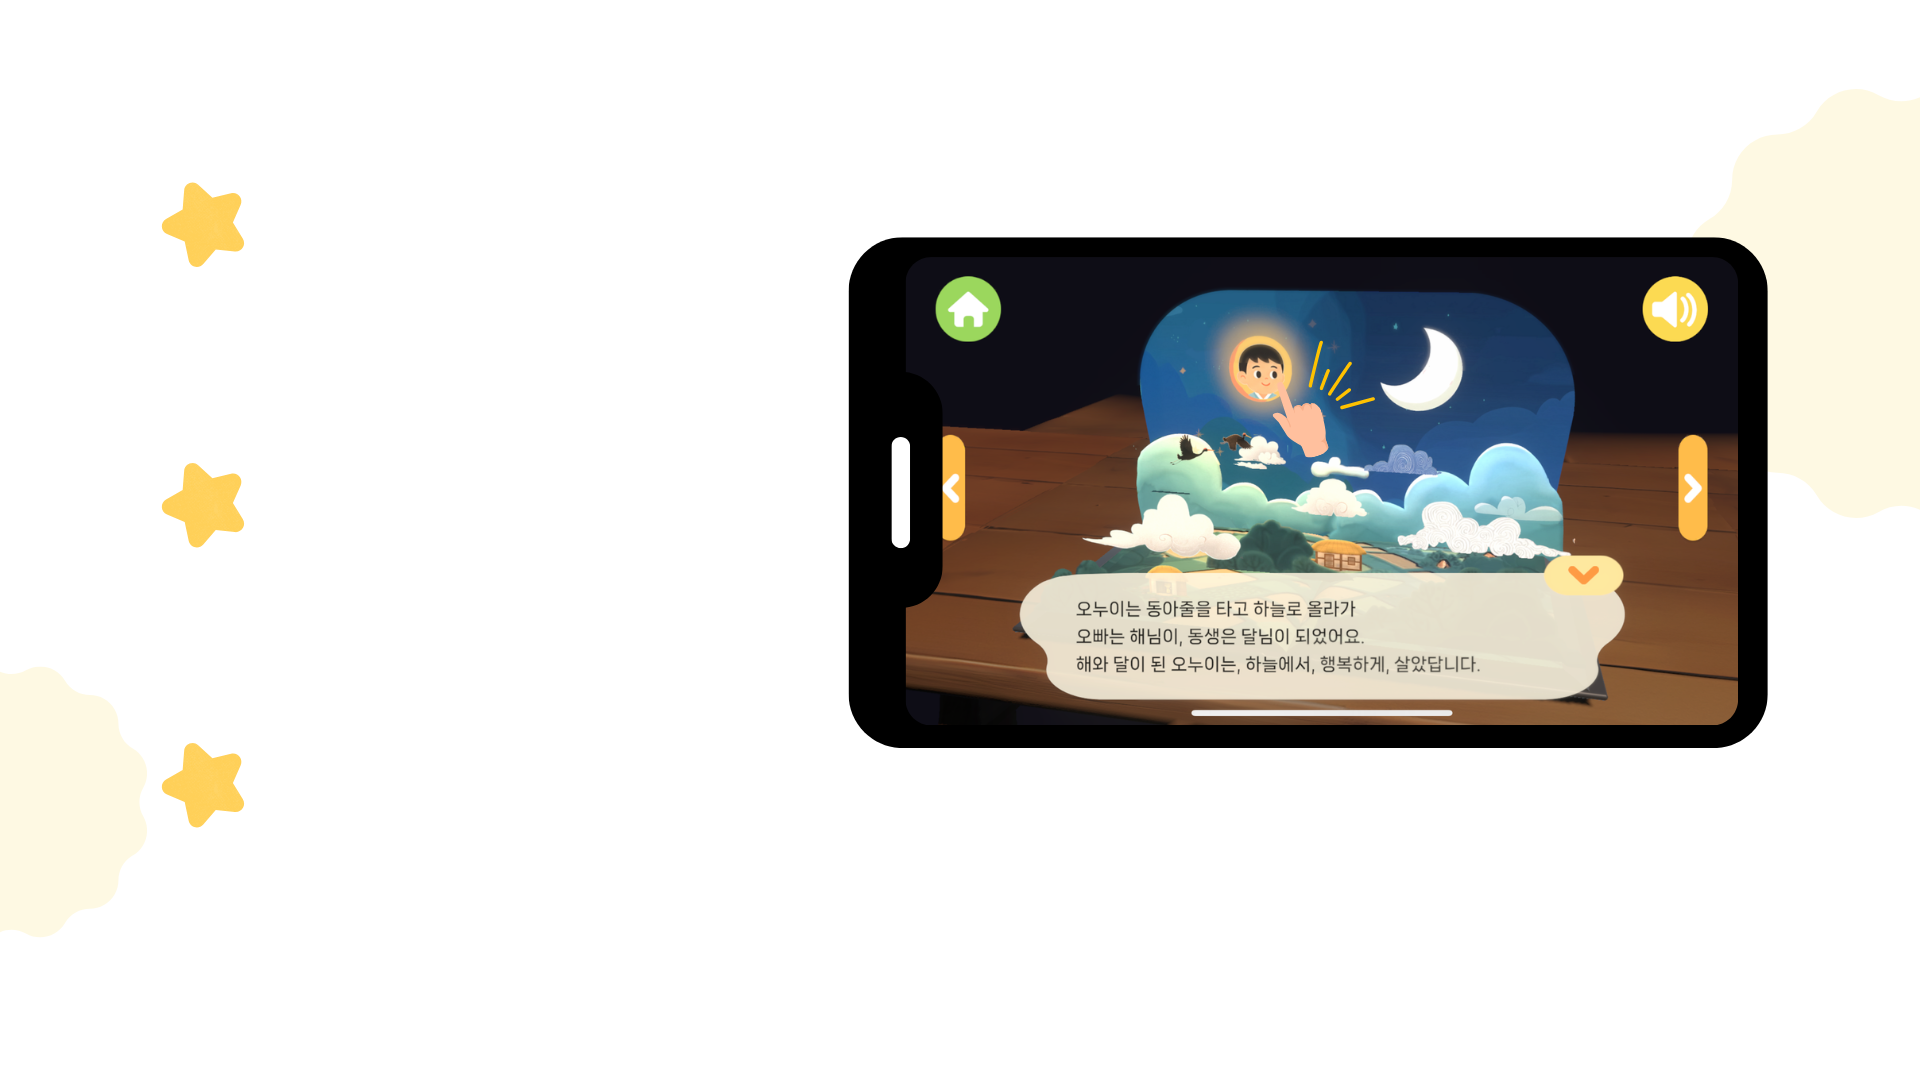 오누이는 동아줄을 타고 하늘로 올라가
오빠는 해님이, 동생은 달님이 되었어요.
해와 달이 된 오누이는, 하늘에서, 행복하게, 살았답니다.